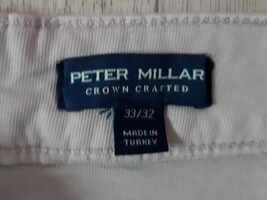 PETER MILLAR
CROWN CRAFTED
33/32
MADE IN
TURKEY